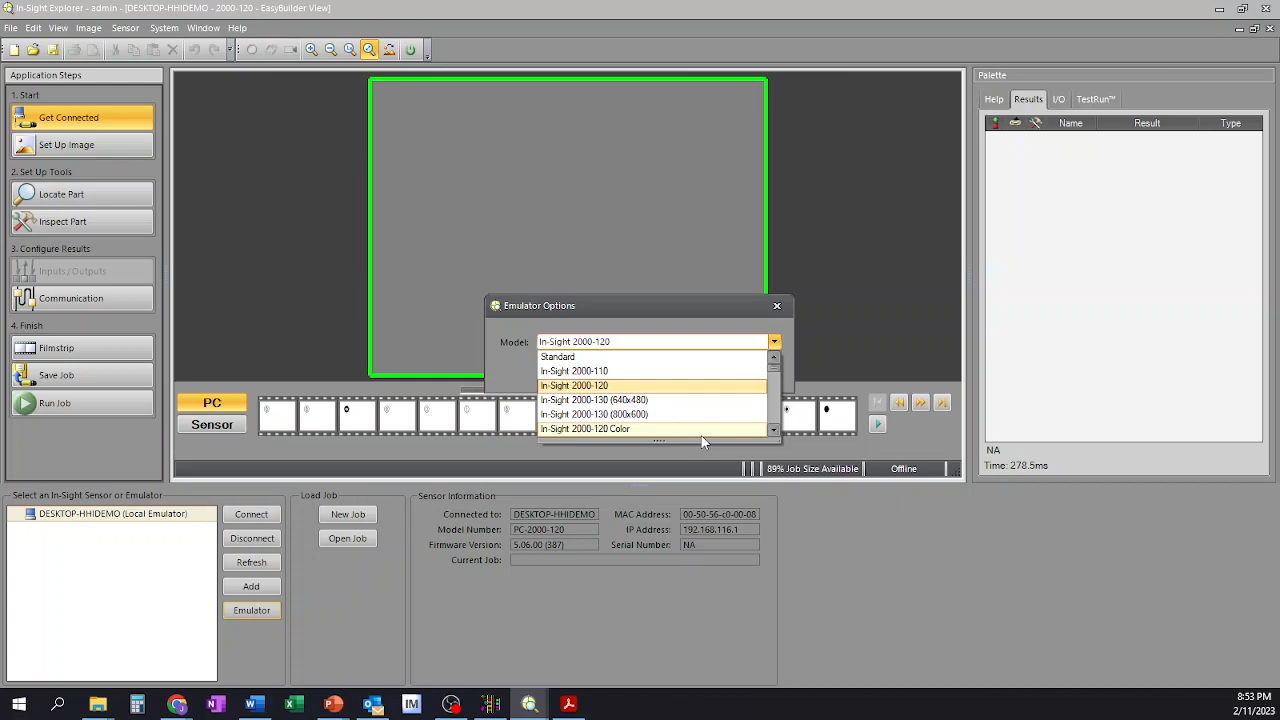 In-Sight Explorer - admin - [DESKTOP-HHIDEMO - 2000-120 - EasyBuilder View]
File Edit View Image Sensor System Window Help
Application Steps
1. Start
Get Connected
Set Up Image
2. Set Up Tools
Locate Part
Inspect Part
3. Configure Results
Inputs / Outputs
Communication
4. Finish
Filmstrip
Save Job
Run Job
Palette
Help Results I/O TestRun™
Name Result Type
NA
Time: 278.5ms
Emulator Options
Model: In-Sight 2000-120
Standard
In-Sight 2000-110
In-Sight 2000-120
In-Sight 2000-130 (640x480)
In-Sight 2000-130 (800x600)
In-Sight 2000-120 Color
PC
Sensor
89% Job Size Available Offline
Select an In-Sight Sensor or Emulator
DESKTOP-HHIDEMO (Local Emulator)
Connect
Disconnect
Refresh
Add
Emulator
Load Job
New Job
Open Job
Sensor Information
Connected to: DESKTOP-HHIDEMO MAC Address: 00-50-56-c0-00-08
Model Number: PC-2000-120 IP Address: 192.168.116.1
Firmware Version: 5.06.00 (387) Serial Number: NA
Current Job:
IM
8:53 PM
2/11/2023